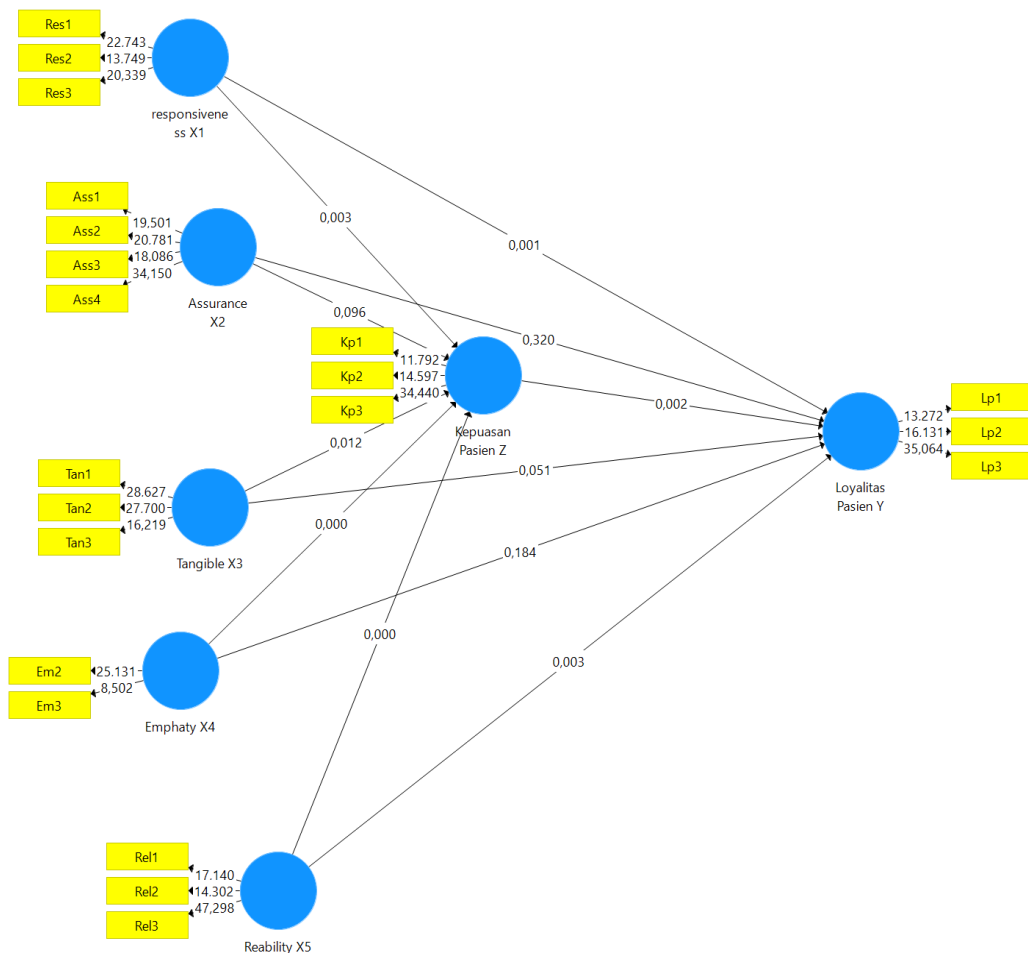 Res1
22.743
Res2
13.749
Res3
20,339
responsivene
ss X1
0,003
0,001
Ass1
19.501
Ass2
20.781
Ass3
18,086
Ass4
34,150
Assurance
X2
0,096
0,320
Kp1
11.792
Kp2
14.597
Kp3
34,440
Kepuasan
Pasien Z
0,002
Lp1
13.272
Lp2
16.131
Lp3
35,064
Loyalitas
Pasien Y
0,012
0,051
Tan1
28.627
Tan2
27.700
Tan3
16,219
Tangible X3
0,000
0,184
Em2
25.131
Em3
8,502
Emphaty X4
0,000
0,003
Rel1
17.140
Rel2
14.302
Rel3
47,298
Reability X5